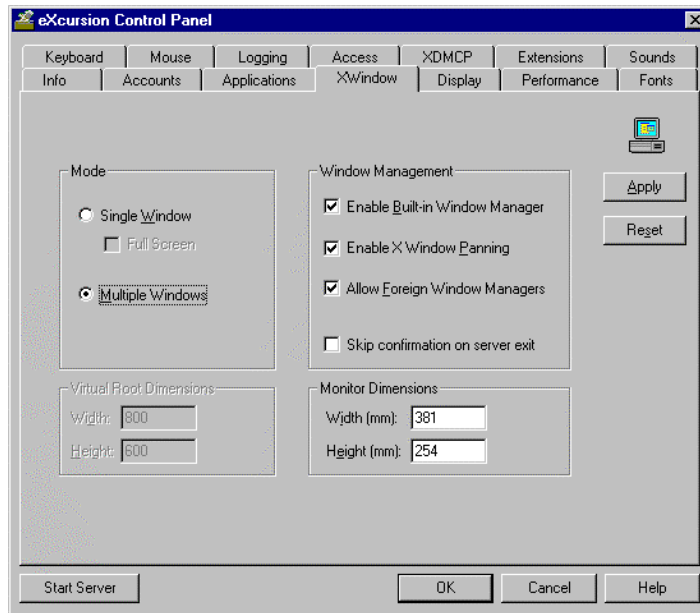 eXcursion Control Panel
Keyboard Mouse Logging Access XDMCP Extensions Sounds
Info Accounts Applications XWindow Display Performance Fonts
Mode
Single Window
Full Screen
Multiple Windows
Window Management
Enable Built-in Window Manager
Enable X Window Panning
Allow Foreign Window Managers
Skip confirmation on server exit
Apply
Reset
Virtual Root Dimensions
Width: 800
Height: 600
Monitor Dimensions
Width (mm): 381
Height (mm): 254
Start Server OK Cancel Help